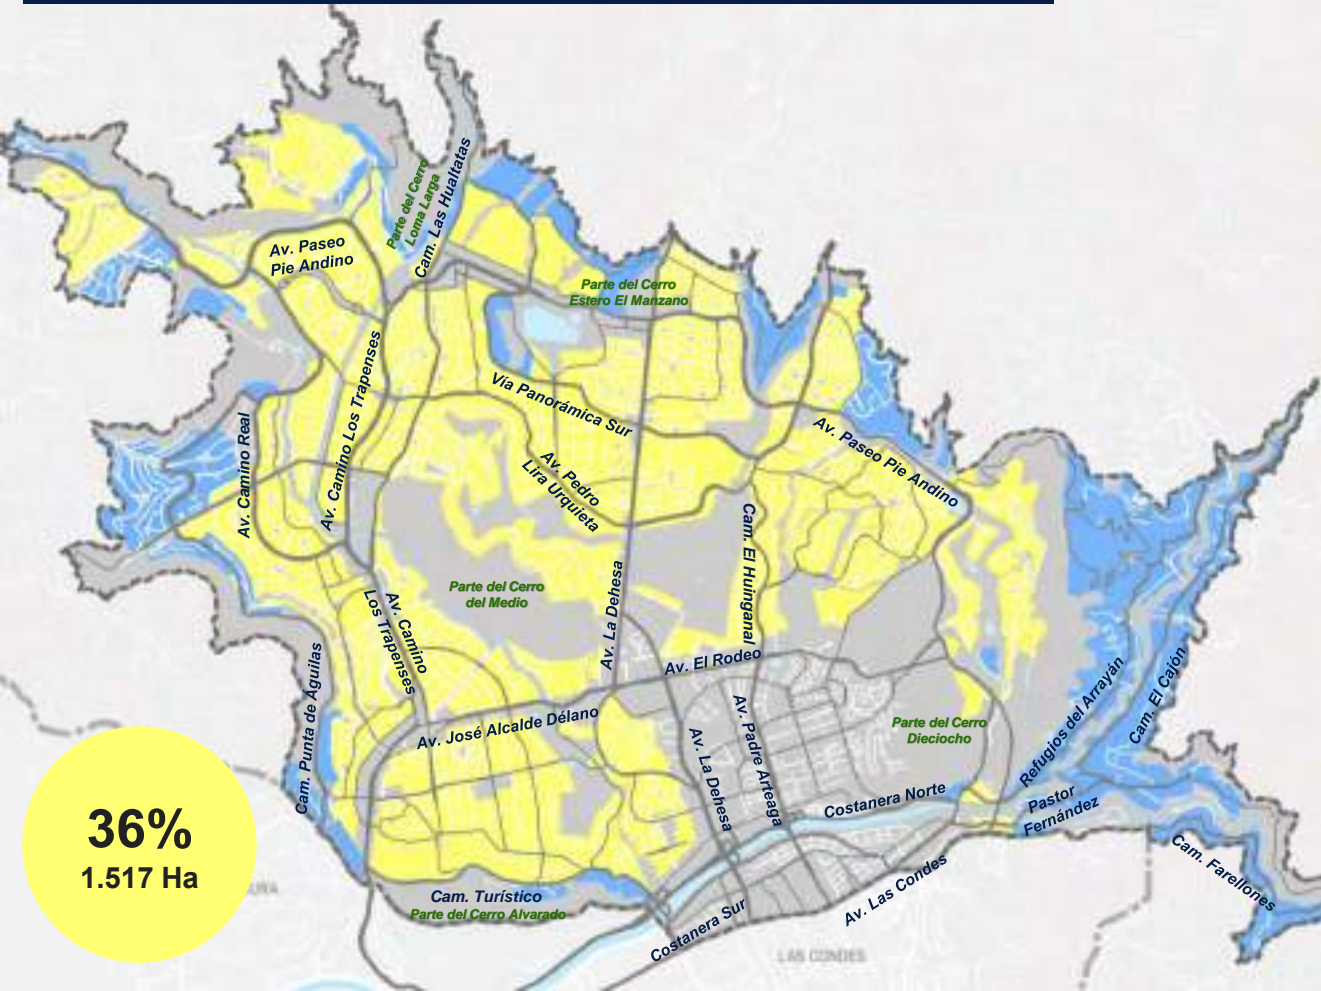 Parte del Cerro
Loma Larga
Cam. Las Hualtatas
Av. Paseo
Pie Andino
Parte del Cerro
Estero El Manzano
Av. Camino Los Trapenses
Vía Panorámica Sur
Av. Camino Real
Av. Pedro
Lira Urquieta
Av. Paseo Pie Andino
Cam. El Huinganal
Parte del Cerro
del Medio
Av. La Dehesa
Av. Camino
Los Trapenses
Av. El Rodeo
Cam. Punta de Águilas
Av. José Alcalde Délano
Av. La Dehesa
Av. Padre Arteaga
Parte del Cerro
Dieciocho
Refugios del Arrayán
Cam. El Cajón
Costanera Norte
Pastor
Fernández
Cam. Farellones
36%
1.517 Ha
Cam. Turístico
Parte del Cerro Alvarado
Costanera Sur
Av. Las Condes
LAS CONDES